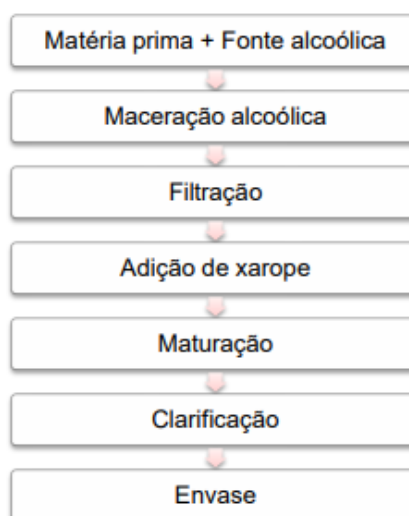 Matéria prima + Fonte alcoólica
Maceração alcoólica
Filtração
Adição de xarope
Maturação
Clarificação
Envase